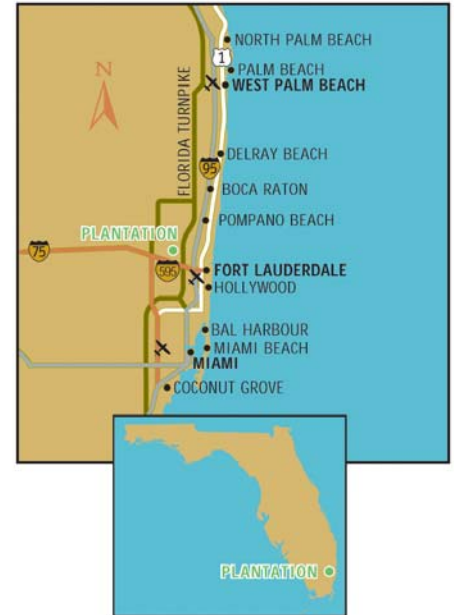 NORTH PALM BEACH
1
PALM BEACH
WEST PALM BEACH
N
FLORIDA TURNPIKE
DELRAY BEACH
95
BOCA RATON
POMPANO BEACH
PLANTATION
75
595
FORT LAUDERDALE
HOLLYWOOD
BAL HARBOUR
MIAMI BEACH
MIAMI
COCONUT GROVE
PLANTATION